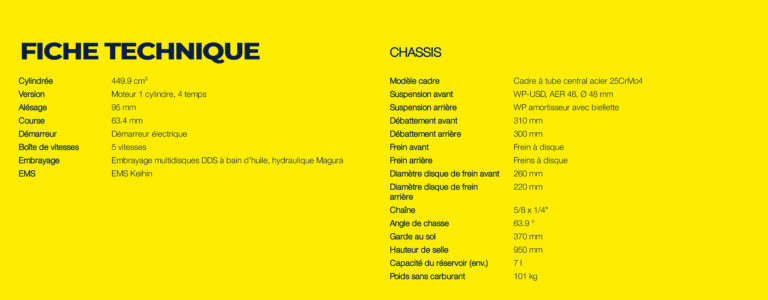 FICHE TECHNIQUE
Cylindrée 449.9 cm³
Version Moteur 1 cylindre, 4 temps
Alésage 95 mm
Course 63.4 mm
Démarreur Démarreur électrique
Boîte de vitesses 5 vitesses
Embrayage Embrayage multidisques DDS à bain d'huile, hydraulique Magura
EMS EMS Keihin
CHASSIS
Modèle cadre Cadre à tube central acier 25CrMo4
Suspension avant WP-USD, AER 48, Ø 48 mm
Suspension arrière WP amortisseur avec biellette
Débattement avant 310 mm
Débattement arrière 300 mm
Frein avant Frein à disque
Frein arrière Freins à disque
Diamètre disque de frein avant 260 mm
Diamètre disque de frein 220 mm
arrière
Chaîne 5/8 x 1/4"
Angle de chasse 63.9 °
Garde au sol 370 mm
Hauteur de selle 950 mm
Capacité du réservoir (env.) 7 l
Poids sans carburant 101 kg